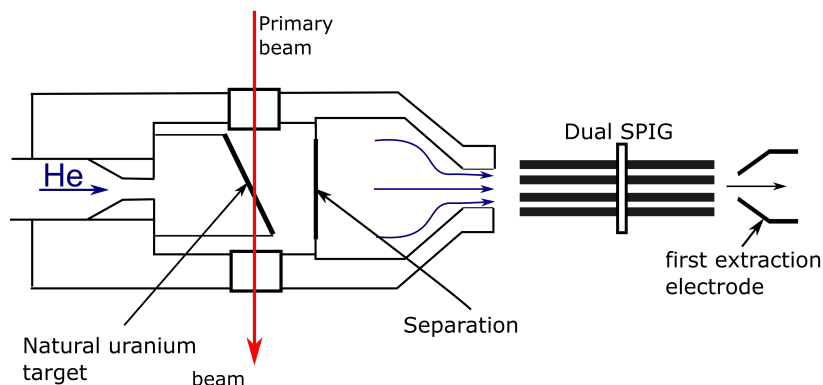 Primary
beam
He
Dual SPIG
first extraction
electrode
Separation
Natural uranium
target
beam